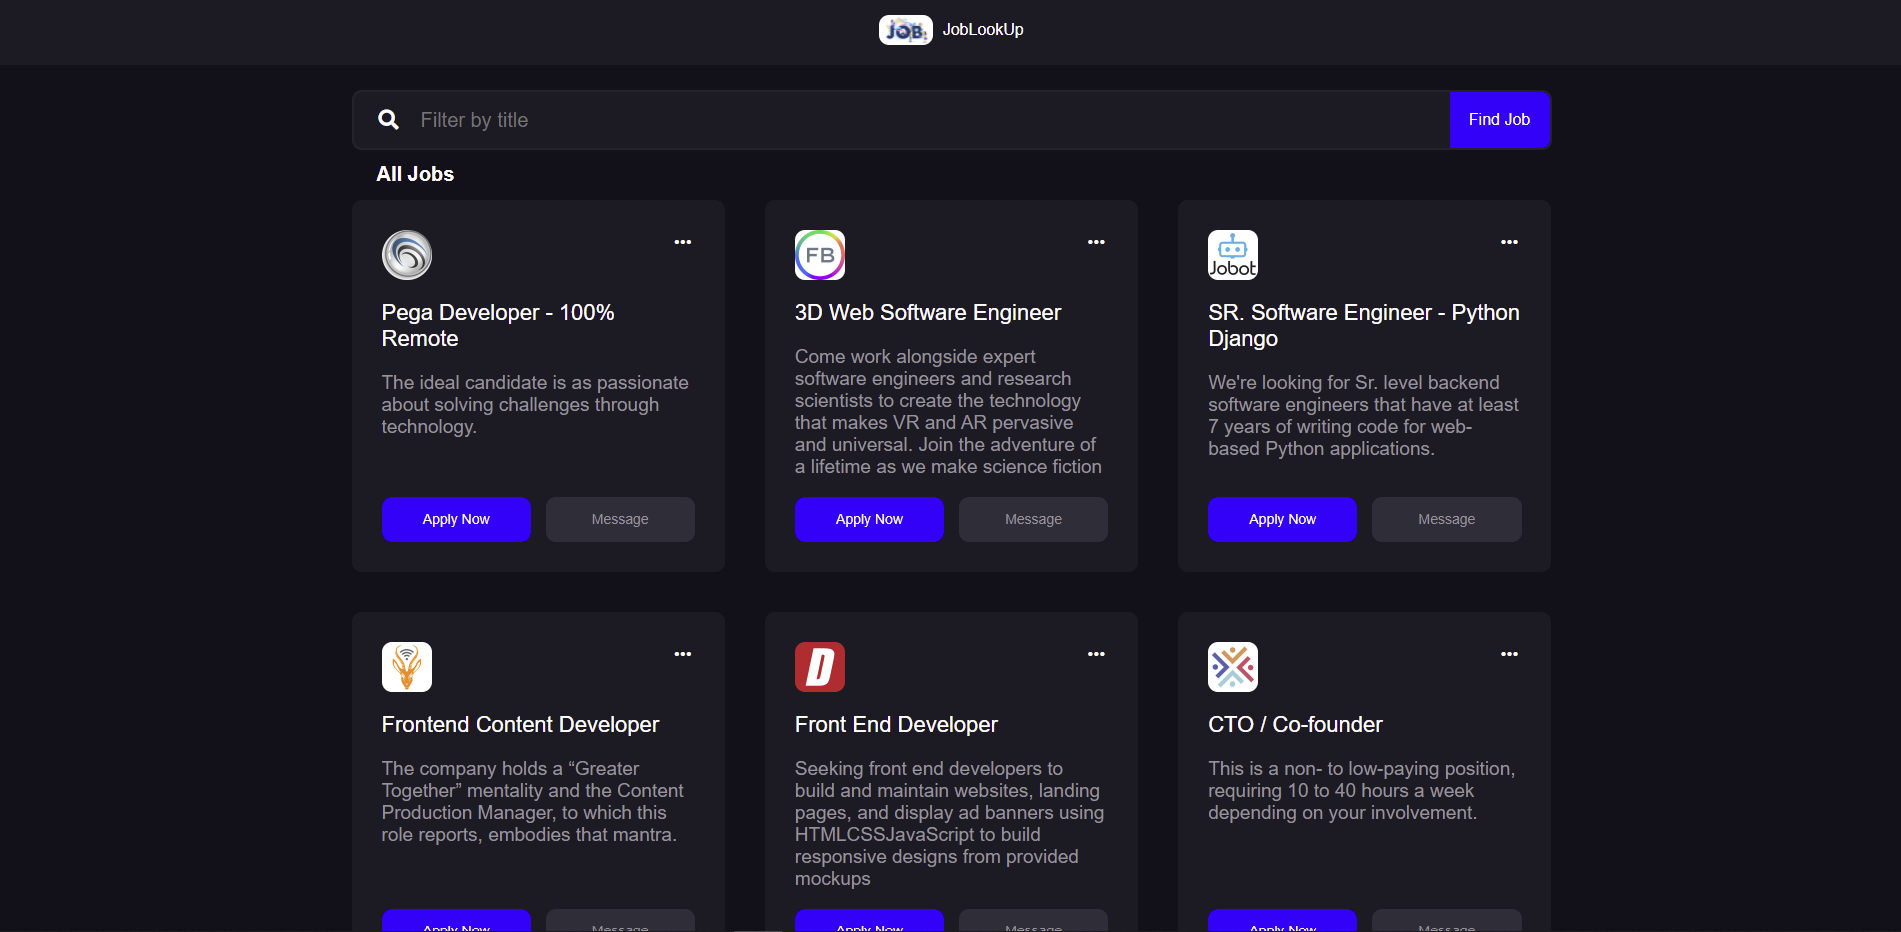 JOB JobLookUp
Filter by title
Find Job
All Jobs
•••
Pega Developer - 100%
Remote
The ideal candidate is as passionate
about solving challenges through
technology.
Apply Now
Message
FB
•••
3D Web Software Engineer
Come work alongside expert
software engineers and research
scientists to create the technology
that makes VR and AR pervasive
and universal. Join the adventure of
a lifetime as we make science fiction
Apply Now
Message
Jobot
•••
SR. Software Engineer - Python
Django
We're looking for Sr. level backend
software engineers that have at least
7 years of writing code for web-
based Python applications.
Apply Now
Message
•••
Frontend Content Developer
The company holds a “Greater
Together” mentality and the Content
Production Manager, to which this
role reports, embodies that mantra.
Apply Now
Message
D
•••
Front End Developer
Seeking front end developers to
build and maintain websites, landing
pages, and display ad banners using
HTMLCSSJavaScript to build
responsive designs from provided
mockups
Apply Now
Message
•••
CTO / Co-founder
This is a non- to low-paying position,
requiring 10 to 40 hours a week
depending on your involvement.
Apply Now
Message